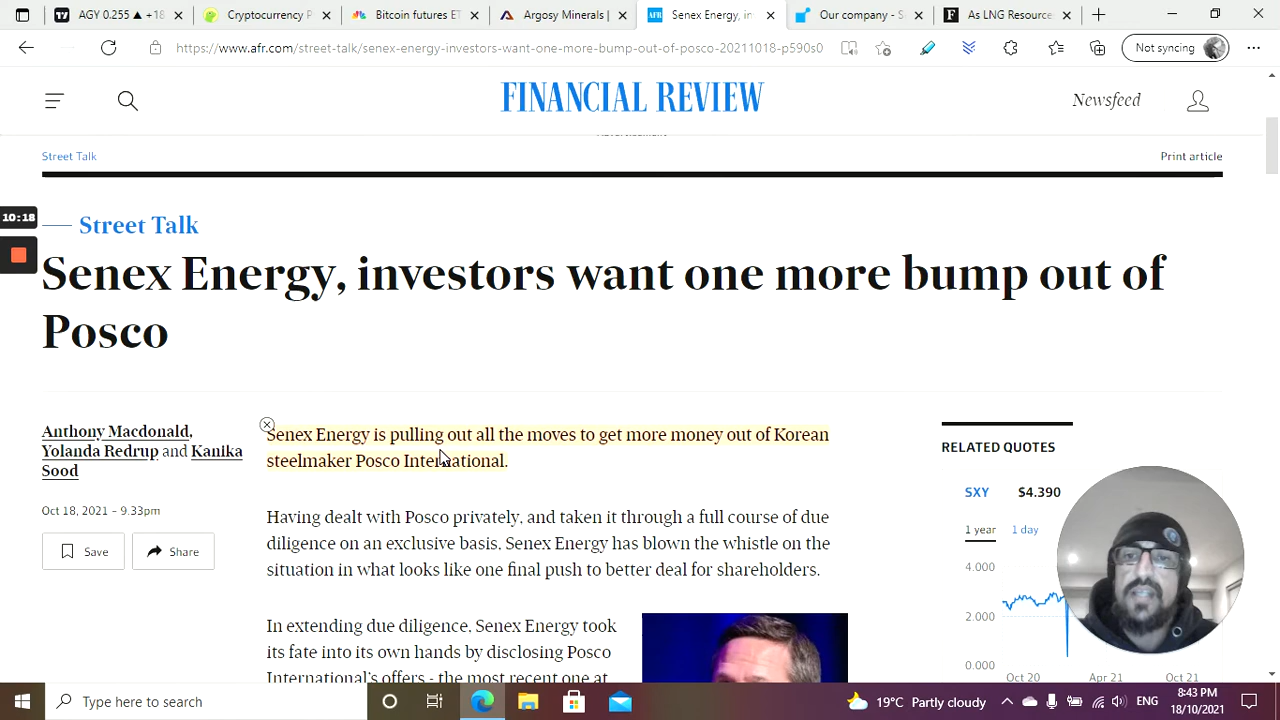 AGY 0.255 ▲ +18
Cryptocurrency P
Bitcoin futures ET
Argosy Minerals |
Senex Energy, in
Our company - S
As LNG Resource
https://www.afr.com/street-talk/senex-energy-investors-want-one-more-bump-out-of-posco-20211018-p590s0
Not syncing
FINANCIAL REVIEW
Newsfeed
Advertisement
Street Talk
Print article
10:18
Street Talk
Senex Energy, investors want one more bump out of
Posco
Anthony Macdonald,
Yolanda Redrup and Kanika
Sood
Oct 18, 2021 – 9.33pm
Save
Share
Senex Energy is pulling out all the moves to get more money out of Korean
steelmaker Posco International.
Having dealt with Posco privately, and taken it through a full course of due
diligence on an exclusive basis. Senex Energy has blown the whistle on the
situation in what looks like one final push to better deal for shareholders.
In extending due diligence, Senex Energy took
its fate into its own hands by disclosing Posco
International's offers - the most recent one at
RELATED QUOTES
SXY $4.390
1 year 1 day
4.000
2.000
0.000
Oct 20 Apr 21 Oct 21
Type here to search
19°C Partly cloudy
ENG
8:43 PM
18/10/2021